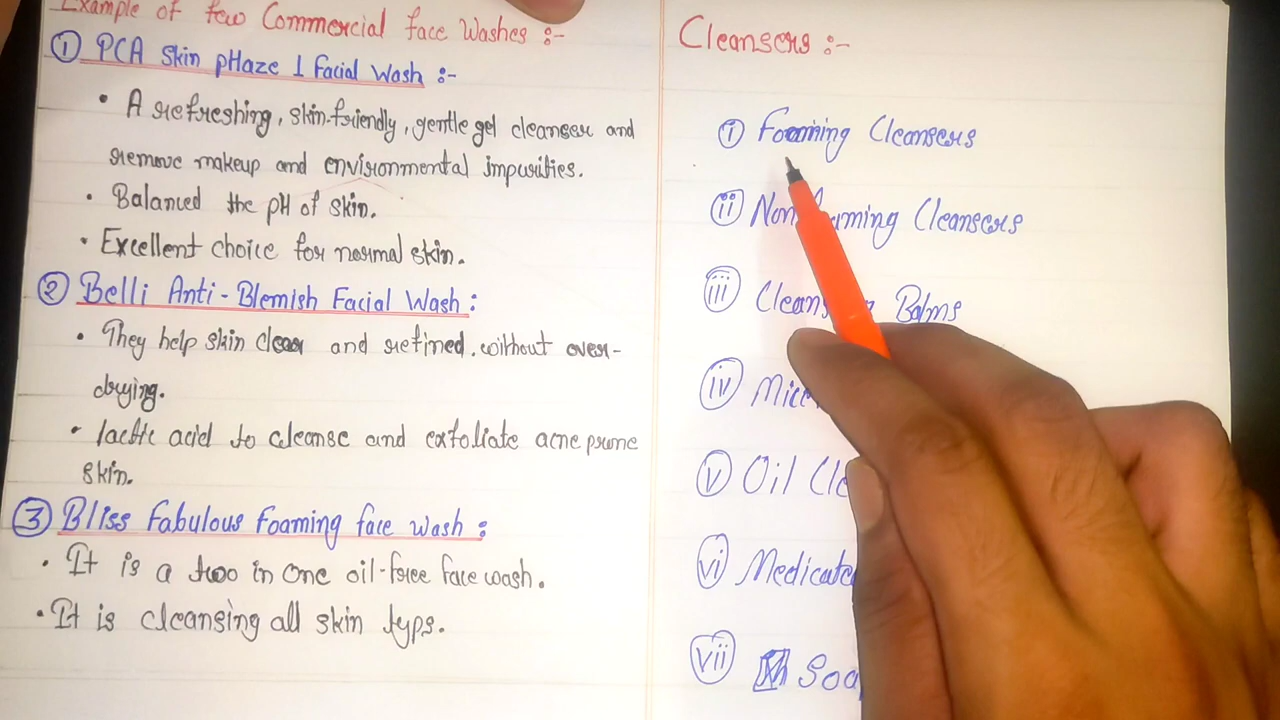 Example of few Commercial face Washes :-
① PCA skin pHaze 1 facial wash :-
• A refreshing, skin-friendly, gentle gel cleanser and
remove makeup and environmental impurities.
• Balanced the pH of skin.
• Excellent choice for normal skin.
② Belli Anti-Blemish Facial Wash :
• They help skin clear and refined. without over-
drying.
• lactic acid to cleanse and exfoliate acne prone
skin.
③ Bliss fabulous foaming face wash :
• It is a two in one oil-free face wash.
• It is cleansing all skin typs.
Cleansers :-
ⓘ Foaming Cleansers
ii Cleansers
iii Balms
iv
v Oil
vi
vii